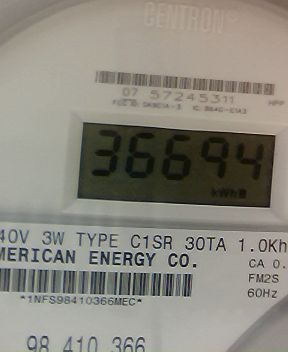 CENTRON®
07 57245311
36694
kWh
40V 3W TYPE C1SR 30TA 1.0Kh
MERICAN ENERGY CO.
CA 0.
FM2S
*1NFS98410366MEC*
60Hz
98 410 366